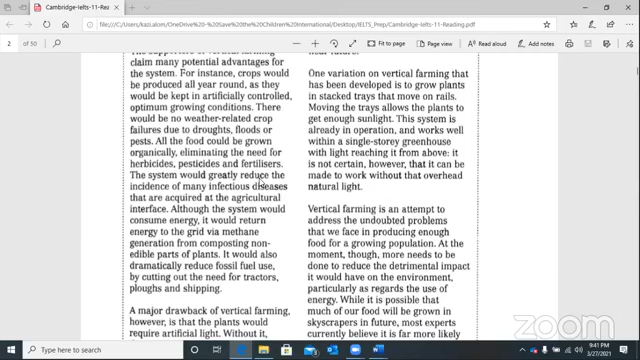 Cambridge-Ielts-11-Reading.pdf
File
C:/Users/kazi.alom/OneDrive%20-%20Save%20the%20Children%20International/Desktop/IELTS_Prep/Cambridge-ielts-11-Reading.pdf
2 of 50
Fit to page
Page view
Read aloud
Add notes
The supporters of vertical farming
claim many potential advantages for
the system. For instance, crops would
be produced all year round, as they
would be kept in artificially controlled,
optimum growing conditions. There
would be no weather-related crop
failures due to droughts, floods or
pests. All the food could be grown
organically, eliminating the need for
herbicides, pesticides and fertilisers.
The system would greatly reduce the
incidence of many infectious diseases
that are acquired at the agricultural
interface. Although the system would
consume energy, it would return
energy to the grid via methane
generation from composting non-
edible parts of plants. It would also
dramatically reduce fossil fuel use,
by cutting out the need for tractors,
ploughs and shipping.
A major drawback of vertical farming,
however, is that the plants would
require artificial light. Without it,
One variation on vertical farming that
has been developed is to grow plants
in stacked trays that move on rails.
Moving the trays allows the plants to
get enough sunlight. This system is
already in operation, and works well
within a single-storey greenhouse
with light reaching it from above: it
is not certain, however, that it can be
made to work without that overhead
natural light.
Vertical farming is an attempt to
address the undoubted problems
that we face in producing enough
food for a growing population. At the
moment, though, more needs to be
done to reduce the detrimental impact
it would have on the environment,
particularly as regards the use of
energy. While it is possible that
much of our food will be grown in
skyscrapers in future, most experts
currently believe it is far more likely
zoom
Type here to search
9:41 PM
3/27/2021